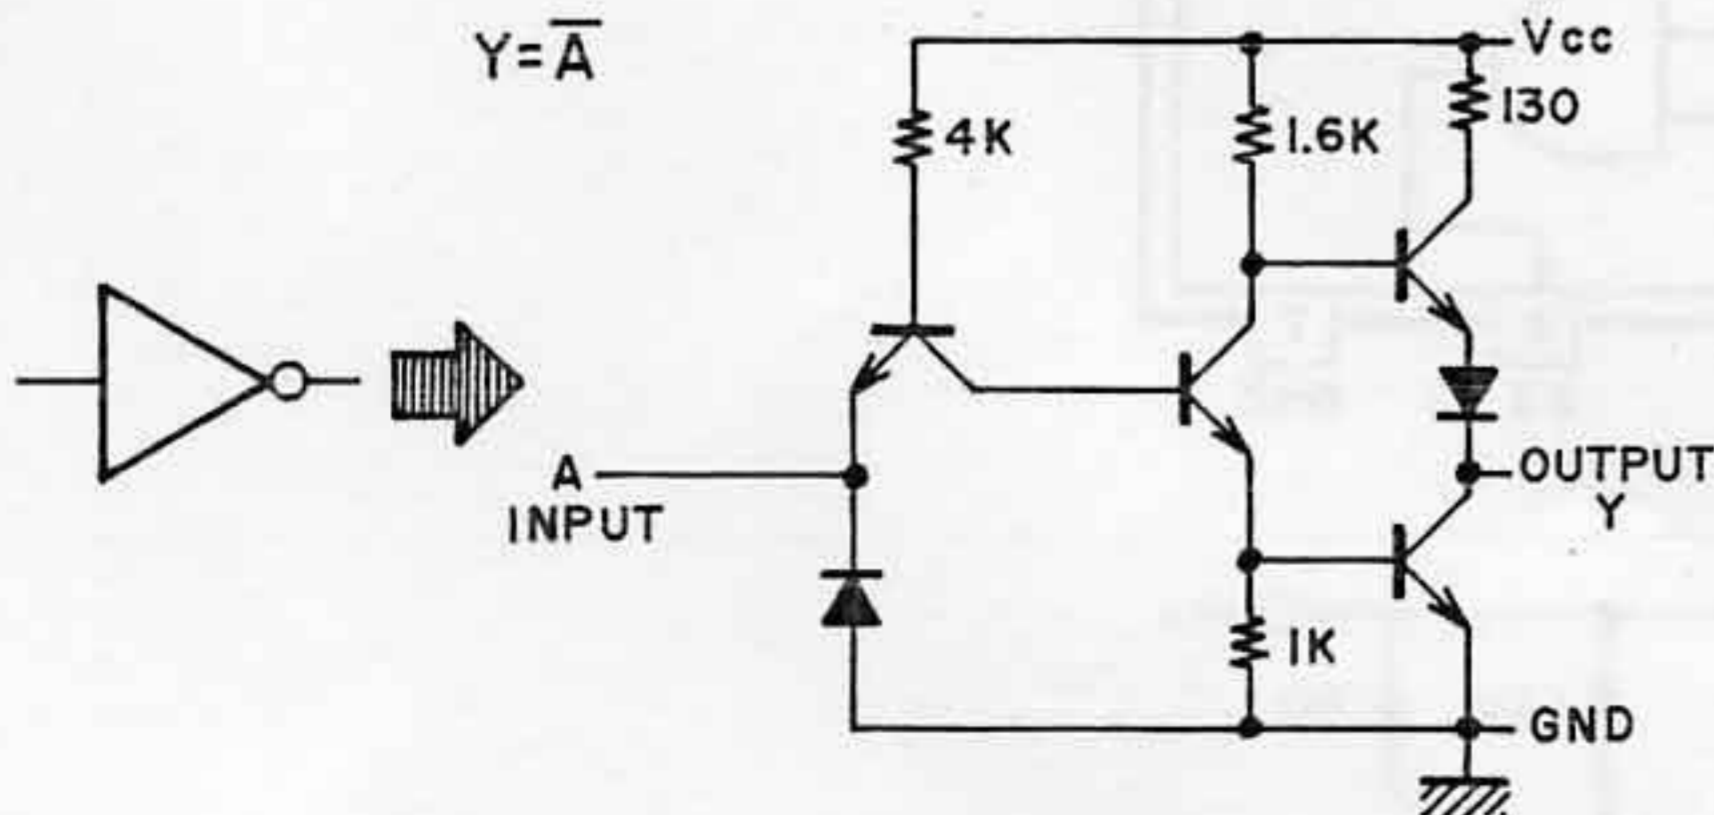 Y=A̅
Vcc
4K
1.6K
130
A
INPUT
OUTPUT
Y
1K
GND